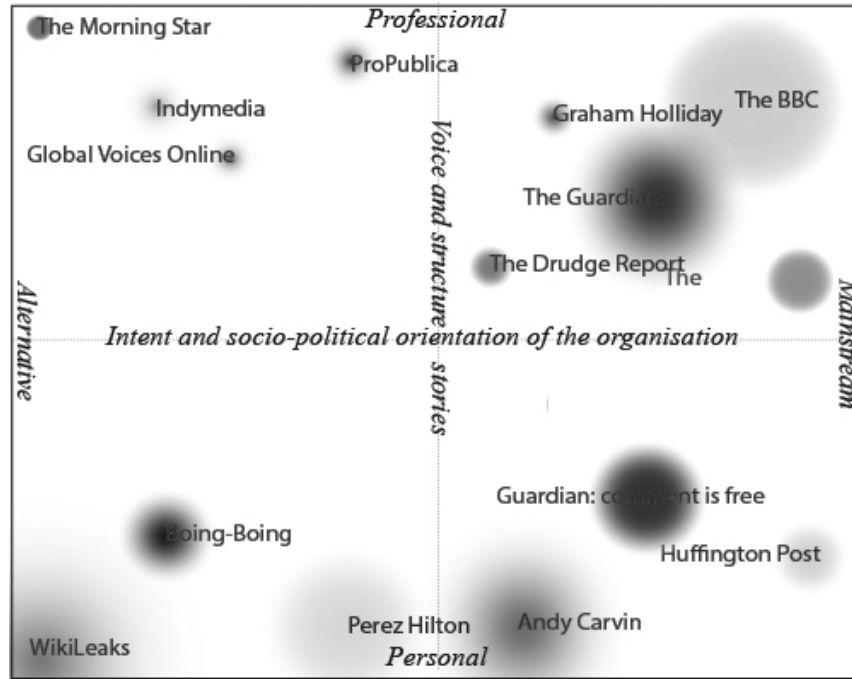 Professional
The Morning Star
ProPublica
The BBC
Indymedia
Graham Holliday
Global Voices Online
The Guardian
The Drudge Report
The
Voice and structure
stories
Alternative
Intent and socio-political orientation of the organisation
Mainstream
Guardian: comment is free
Boing-Boing
Huffington Post
Perez Hilton
Andy Carvin
WikiLeaks
Personal